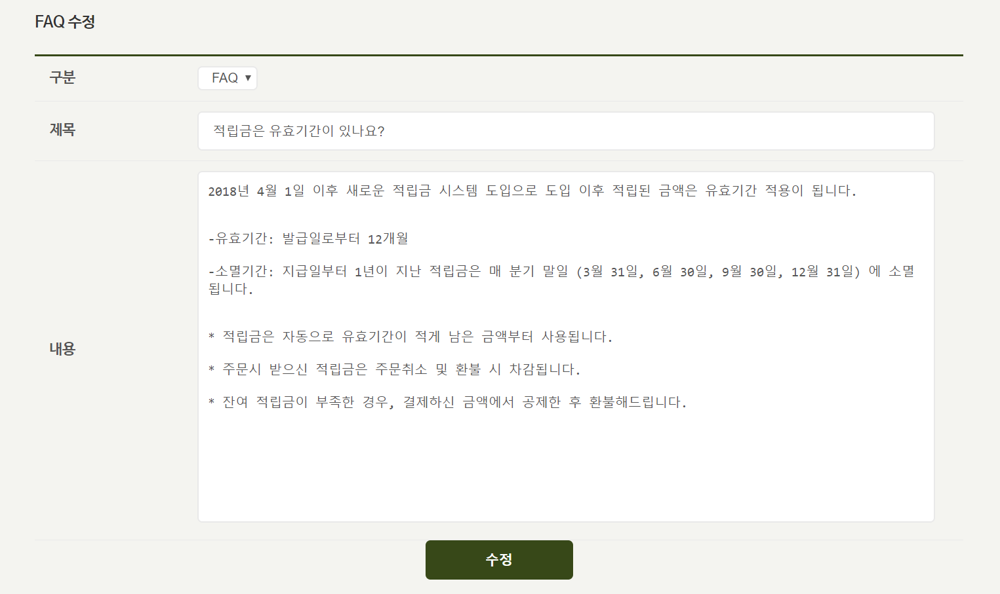 FAQ 수정
구분
FAQ ▼
제목
적립금은 유효기간이 있나요?
내용
2018년 4월 1일 이후 새로운 적립금 시스템 도입으로 도입 이후 적립된 금액은 유효기간 적용이 됩니다.
-유효기간: 발급일로부터 12개월
-소멸기간: 지급일부터 1년이 지난 적립금은 매 분기 말일 (3월 31일, 6월 30일, 9월 30일, 12월 31일) 에 소멸
됩니다.
* 적립금은 자동으로 유효기간이 적게 남은 금액부터 사용됩니다.
* 주문시 받으신 적립금은 주문취소 및 환불 시 차감됩니다.
* 잔여 적립금이 부족한 경우, 결제하신 금액에서 공제한 후 환불해드립니다.
수정